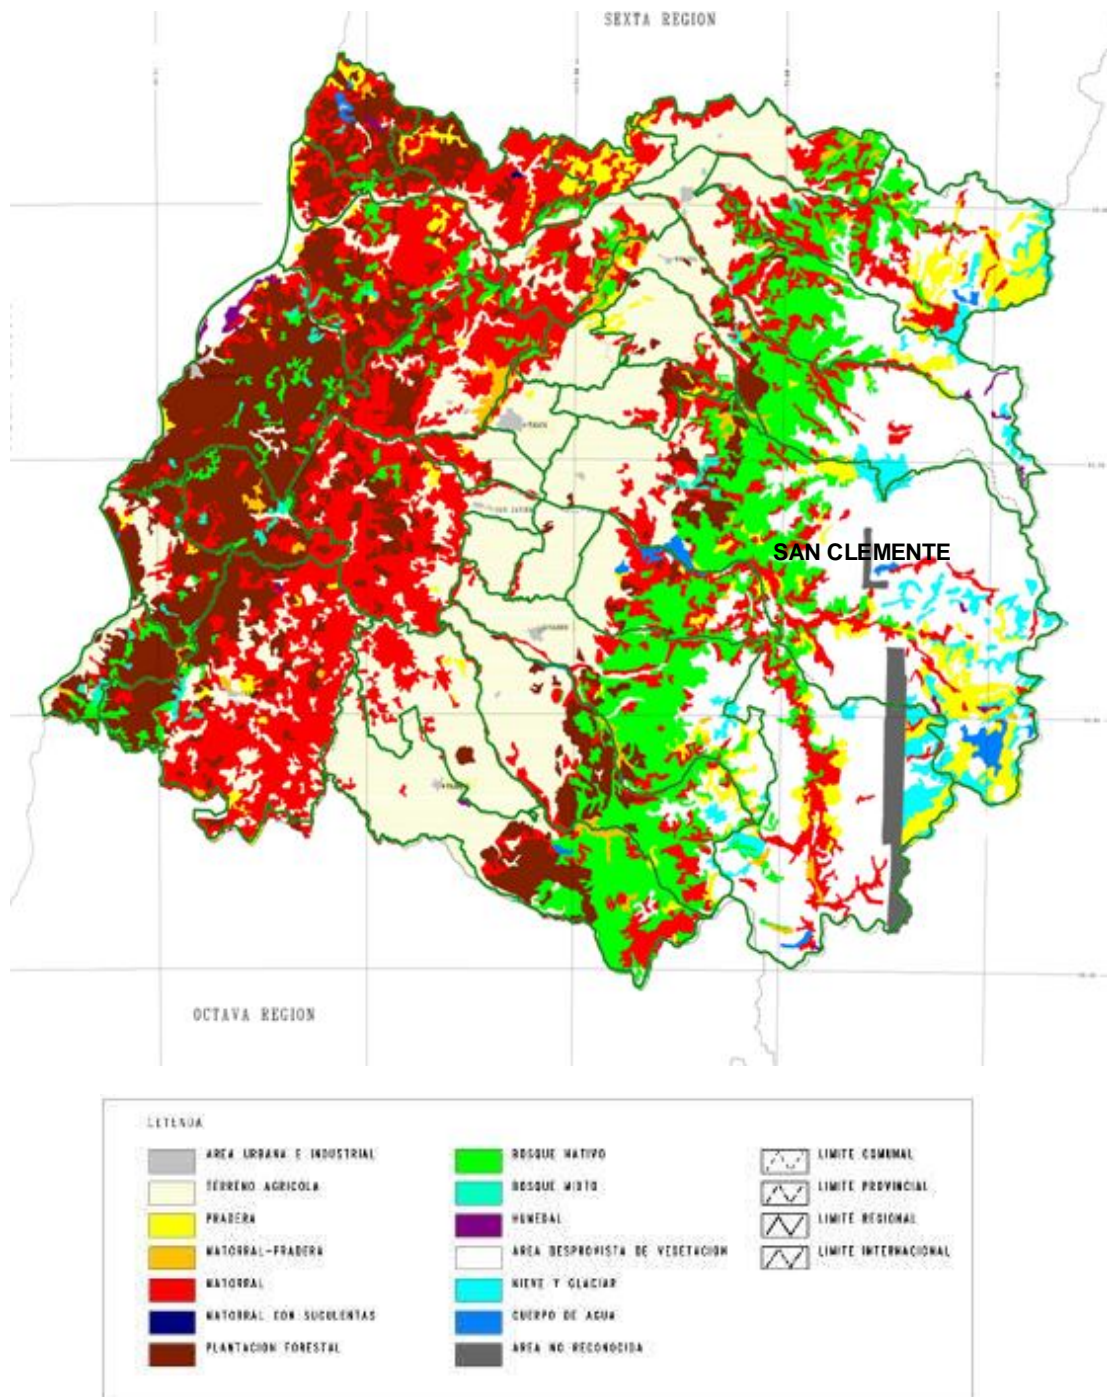 SEXTA REGION
SAN CLEMENTE
OCTAVA REGION
LEYENDA
AREA URBANA E INDUSTRIAL
TERRENO AGRICOLA
PRADERA
MATORRAL-PRADERA
MATORRAL
MATORRAL CON SUCULENTAS
PLANTACION FORESTAL
BOSQUE NATIVO
BOSQUE MIXTO
HUMEDAL
AREA DESPROVISTA DE VEGETACION
NIEVE Y GLACIAR
CUERPO DE AGUA
AREA NO RECONOCIDA
LIMITE COMUNAL
LIMITE PROVINCIAL
LIMITE REGIONAL
LIMITE INTERNACIONAL